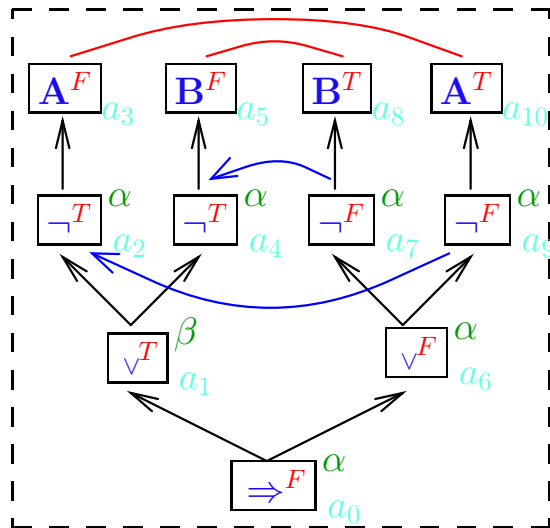 A^F B^F B^T A^T
a_3 a_5 a_8 a_10
α α α α
¬^T ¬^T ¬^F ¬^F
a_2 a_4 a_7 a_9
β α
∨^T ∨^F
a_1 a_6
α
⇒^F
a_0